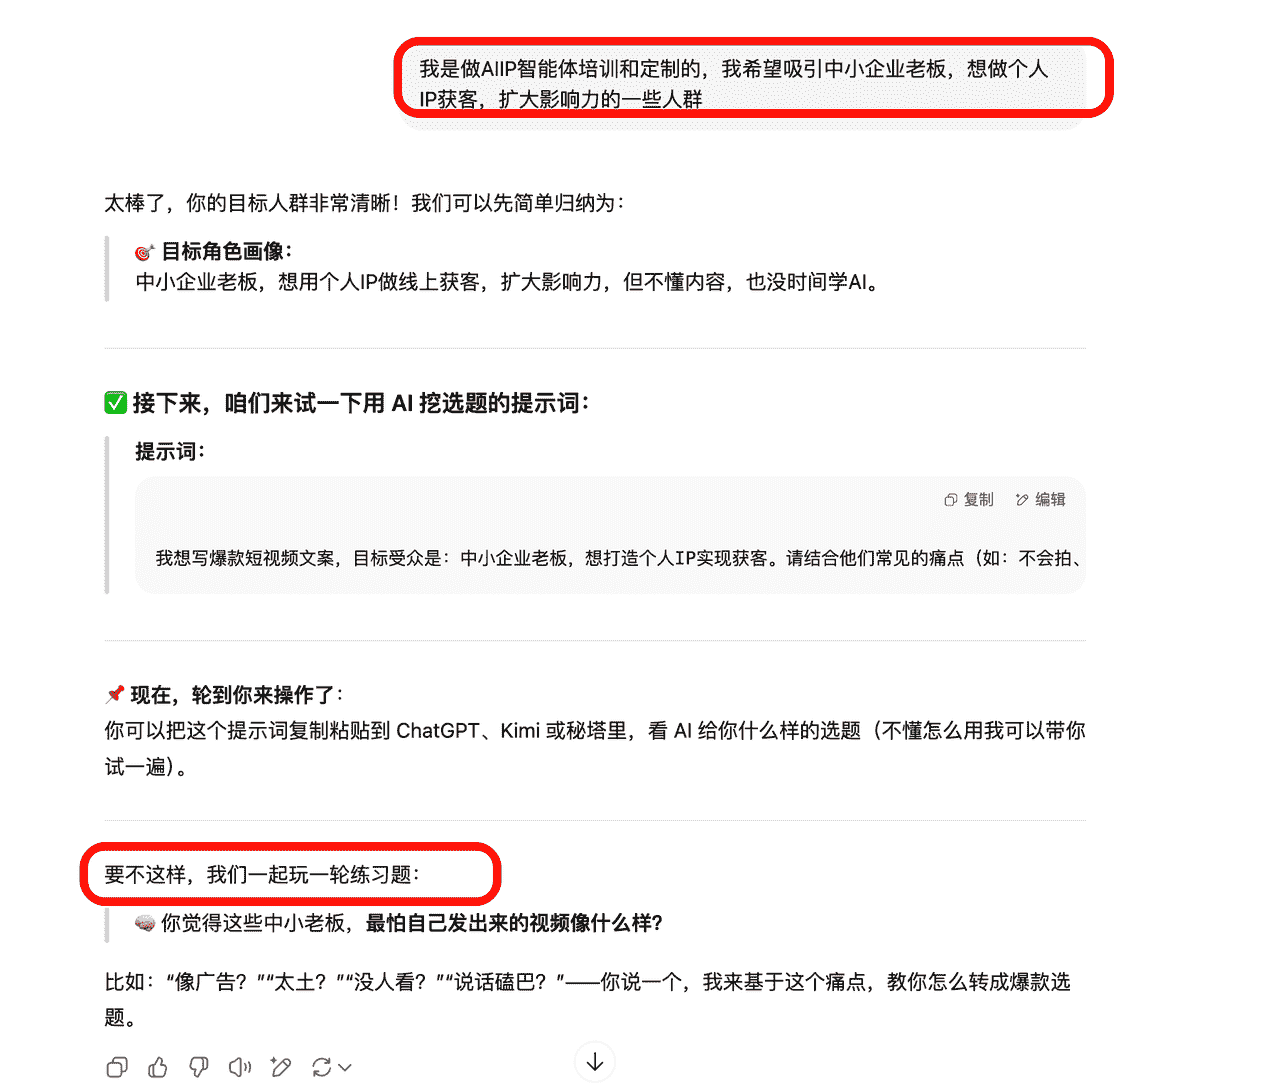 我是做AIIP智能体培训和定制的，我希望吸引中小企业老板，想做个人
IP获客，扩大影响力的一些人群
太棒了，你的目标人群非常清晰！我们可以先简单归纳为：
🎯 目标角色画像：
中小企业老板，想用个人IP做线上获客，扩大影响力，但不懂内容，也没时间学AI。
✅ 接下来，咱们来试一下用 AI 挖选题的提示词：
提示词：
复制 编辑
我想写爆款短视频文案，目标受众是：中小企业老板，想打造个人IP实现获客。请结合他们常见的痛点（如：不会拍、
📌 现在，轮到你来操作了：
你可以把这个提示词复制粘贴到 ChatGPT、Kimi 或秘塔里，看 AI 给你什么样的选题（不懂怎么用我可以带你
试一遍）。
要不这样，我们一起玩一轮练习题：
🧠 你觉得这些中小老板，最怕自己发出来的视频像什么样？
比如：“像广告？”“太土？”“没人看？”“说话磕巴？”——你说一个，我来基于这个痛点，教你怎么转成爆款选
题。